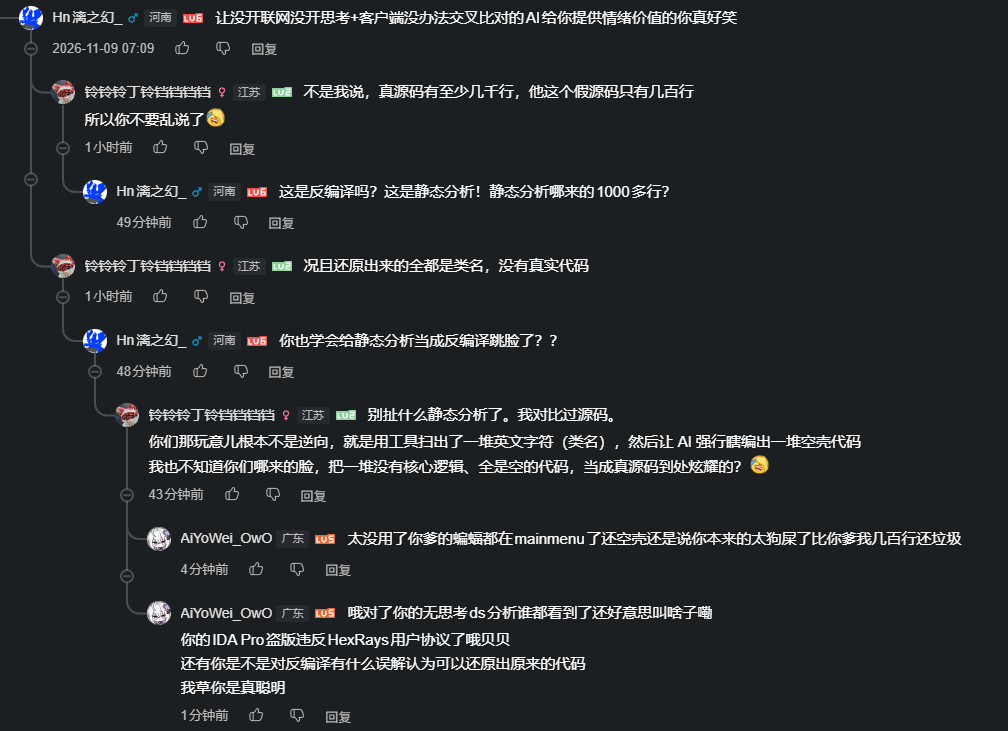 Hn漓之幻_ ♂ 河南 LV6 让没开联网没开思考+客户端没办法交叉比对的AI给你提供情绪价值的你真好笑
2026-11-09 07:09 回复
铃铃铃丁铃铛铛铛铛 ♀ 江苏 LV2 不是我说，真源码有至少几千行，他这个假源码只有几百行
所以你不要乱说了
1小时前 回复
Hn漓之幻_ ♂ 河南 LV6 这是反编译吗？这是静态分析！静态分析哪来的1000多行？
49分钟前 回复
铃铃铃丁铃铛铛铛铛 ♀ 江苏 LV2 况且还原出来的全都是类名，没有真实代码
1小时前 回复
Hn漓之幻_ ♂ 河南 LV6 你也学会给静态分析当成反编译跳脸了？？
48分钟前 回复
铃铃铃丁铃铛铛铛铛 ♀ 江苏 LV2 别扯什么静态分析了。我对比过源码。
你们那玩意儿根本不是逆向，就是用工具扫出了一堆英文字符（类名），然后让 AI 强行瞎编出一堆空壳代码
我也不知道你们哪来的脸，把一堆没有核心逻辑、全是空的代码，当成真源码到处炫耀的？
43分钟前 回复
AiYoWei_OwO 广东 LV5 太没用了你爹的蝙蝠都在mainmenu了还空壳还是说你本来的太狗屎了比你爹我几百行还垃圾
4分钟前 回复
AiYoWei_OwO 广东 LV5 哦对了你的无思考ds分析谁都看到了还好意思叫啥子嘞
你的IDA Pro盗版违反HexRays用户协议了哦贝贝
还有你是不是对反编译有什么误解认为可以还原出原来的代码
我草你是真聪明
1分钟前 回复